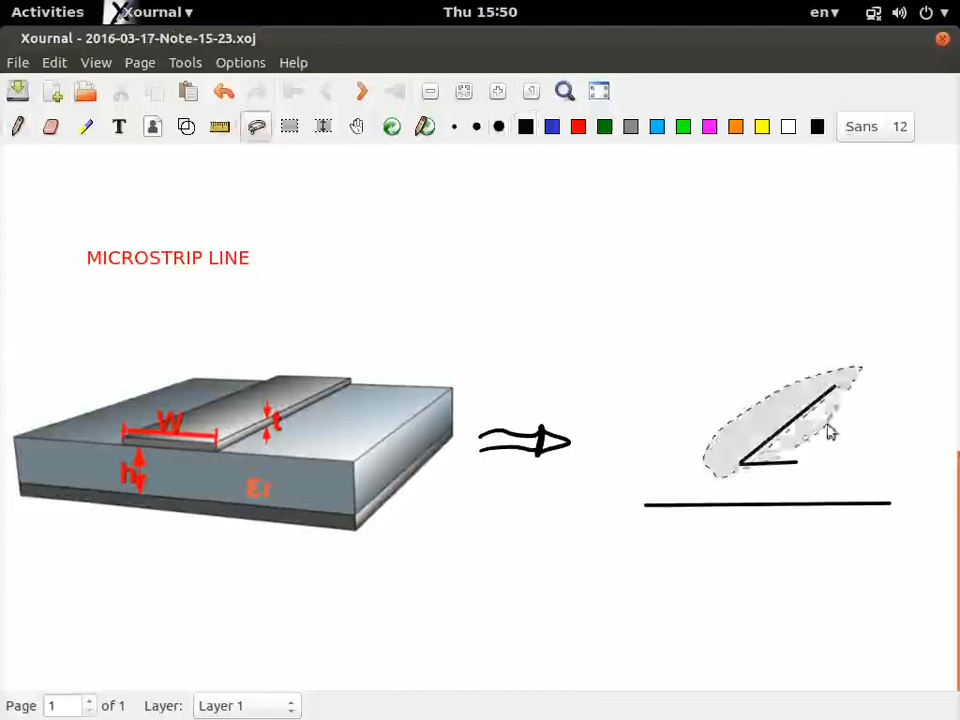 Activities Xournal ▾ Thu 15:50 en ▾
Xournal - 2016-03-17-Note-15-23.xoj
File Edit View Page Tools Options Help
T Sans 12
MICROSTRIP LINE
W t
h
Er
Page 1 of 1 Layer: Layer 1